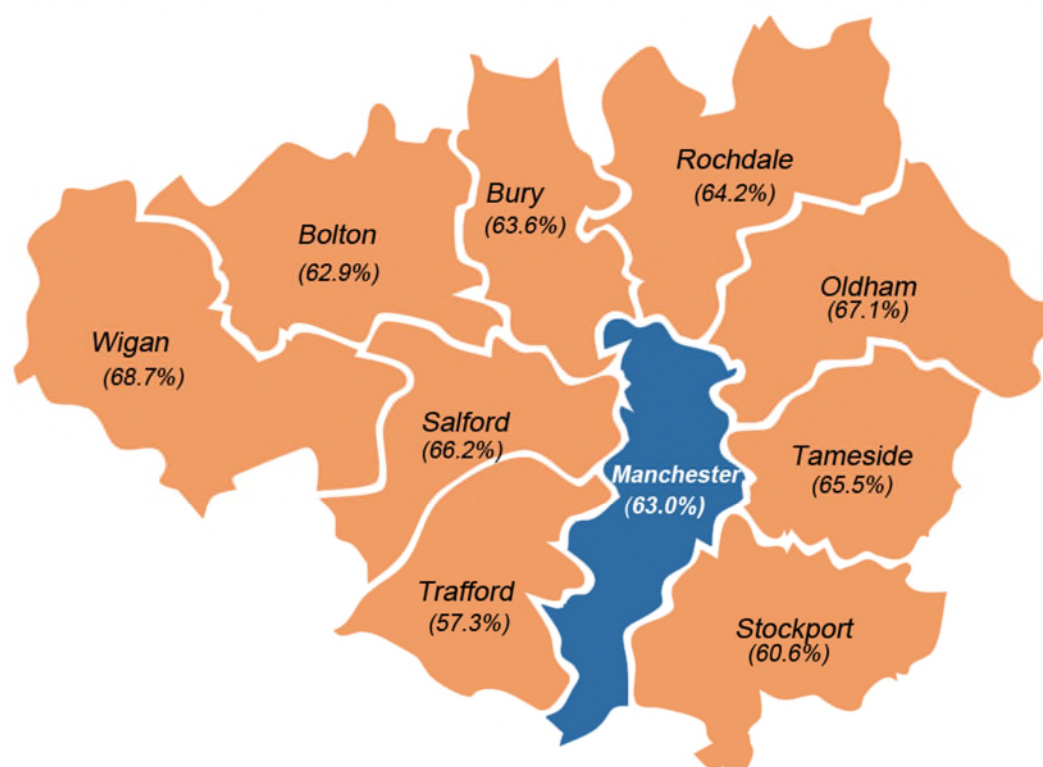 Rochdale
(64.2%)
Bury
(63.6%)
Bolton
(62.9%)
Oldham
(67.1%)
Wigan
(68.7%)
Salford
(66.2%)
Tameside
(65.5%)
Manchester
(63.0%)
Trafford
(57.3%)
Stockport
(60.6%)